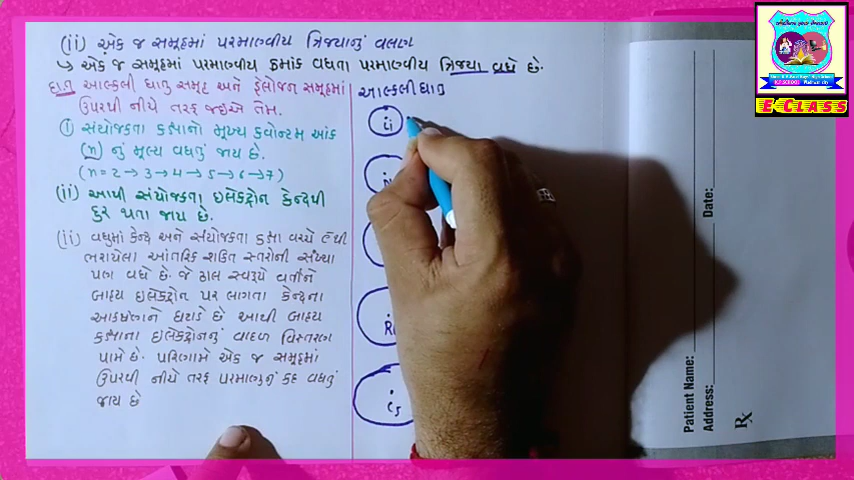 (ii) એક જ સમૂહમાં પરમાણ્વીય ત્રિજ્યાનું વલણ
↳ એક જ સમૂહમાં પરમાણ્વીય ક્રમાંક વધતા પરમાણ્વીય ત્રિજ્યા વધે છે.
દા.ત આલ્કલી ધાતુ સમૂહ અને હેલોજન સમૂહમાં
ઉપરથી નીચે તરફ જઈએ તેમ.
(i) સંયોજકતા કક્ષાનો મુખ્ય ક્વોન્ટમ આંક
(n) નું મૂલ્ય વધતું જાય છે.
(n = 2 → 3 → 4 → 5 → 6 → 7)
(ii) આથી સંયોજકતા ઇલેક્ટ્રોન કેન્દ્રથી
દુર થતા જાય છે.
(ii) વધુમાં કેન્દ્ર અને સંયોજકતા કક્ષા વચ્ચે
ભરાયેલા આંતરિક શક્તિ સ્તરોની સંખ્યા
પણ વધે છે. જે ઢાલ સ્વરૂપે વર્તીને
બાહ્ય ઇલેક્ટ્રોન પર લાગતા કેન્દ્રના
આકર્ષણને ઘટાડે છે આથી બાહ્ય
કક્ષાના ઇલેક્ટ્રોનનું વાદળ વિસ્તરણ
પામે છે. પરિણામે એક જ સમૂહમાં
ઉપરથી નીચે તરફ પરમાણુનું કદ વધતું
જાય છે
આલ્કલી ધાતુ
Li
R
Cs
Patient Name:
Address:
Date:
Rx
E CLASS